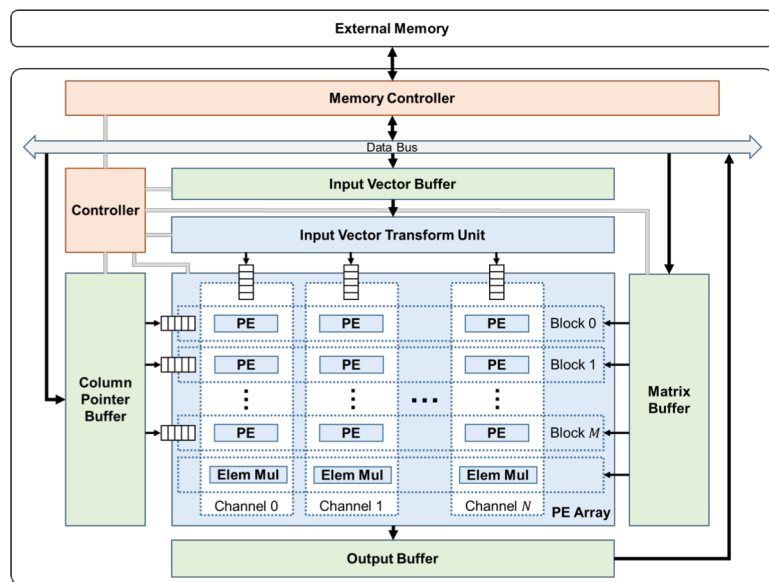 External Memory
Memory Controller
Data Bus
Input Vector Buffer
Controller
Input Vector Transform Unit
PE PE PE Block 0
PE PE PE Block 1
Column
Pointer
Buffer
Matrix
Buffer
PE PE PE Block M
Elem Mul Elem Mul Elem Mul
Channel 0 Channel 1 Channel N PE Array
Output Buffer